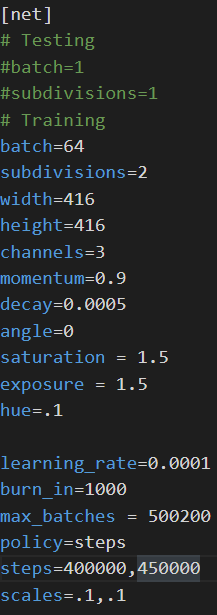 [net]
# Testing
#batch=1
#subdivisions=1
# Training
batch=64
subdivisions=2
width=416
height=416
channels=3
momentum=0.9
decay=0.0005
angle=0
saturation = 1.5
exposure = 1.5
hue=.1

learning_rate=0.0001
burn_in=1000
max_batches = 500200
policy=steps
steps=400000,450000
scales=.1,.1